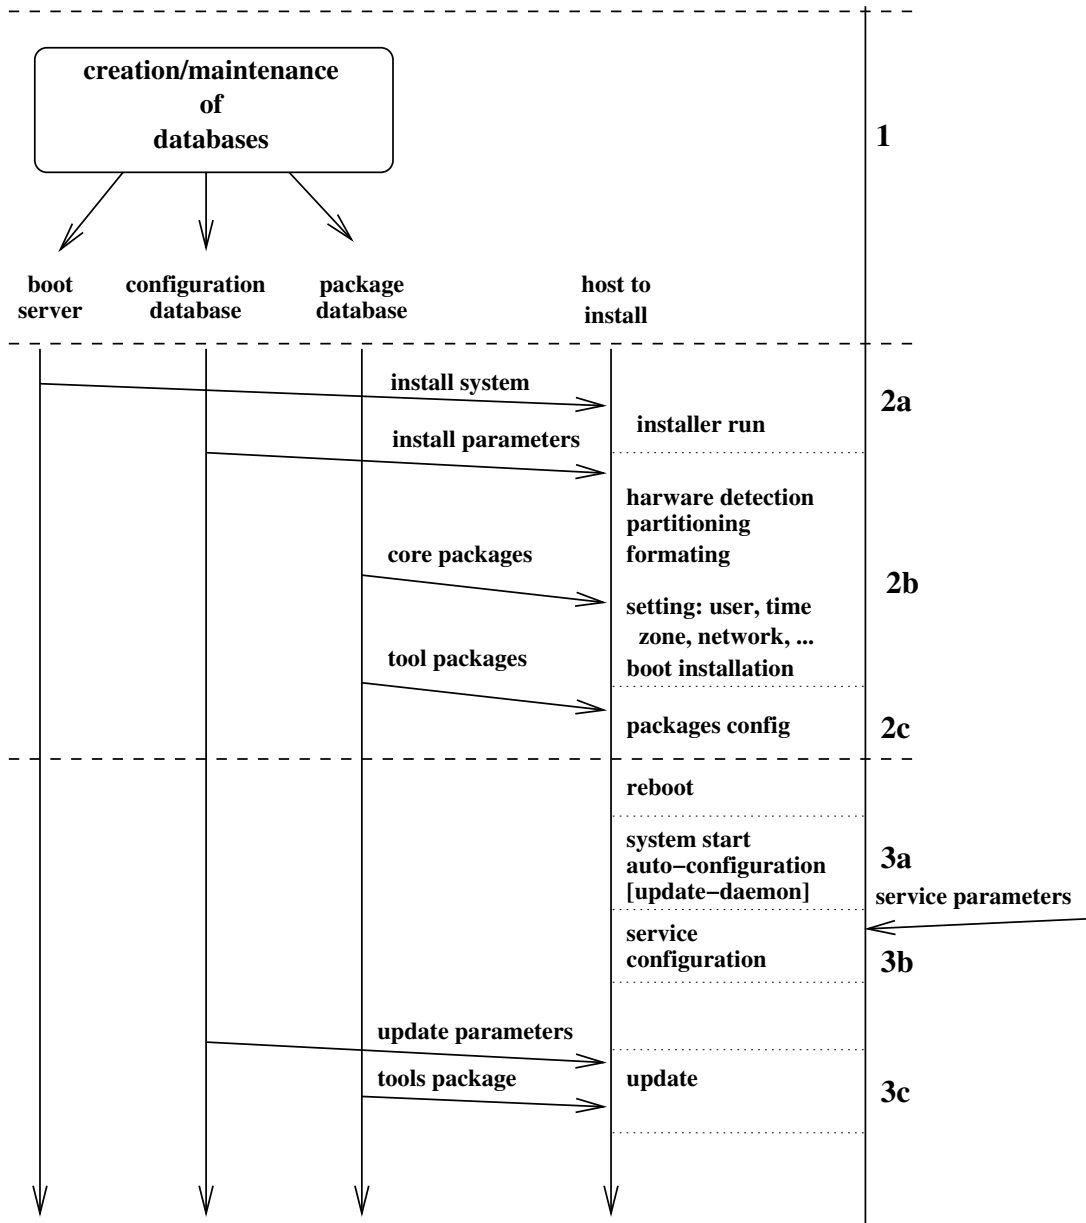 creation/maintenance
of
databases
1
boot
server
configuration
database
package
database
host to
install
install system
2a
installer run
install parameters
harware detection
partitioning
formating
core packages
2b
setting: user, time
zone, network, ...
boot installation
tool packages
packages config
2c
reboot
system start
auto−configuration
[update−daemon]
3a
service parameters
service
configuration
3b
update parameters
tools package
update
3c